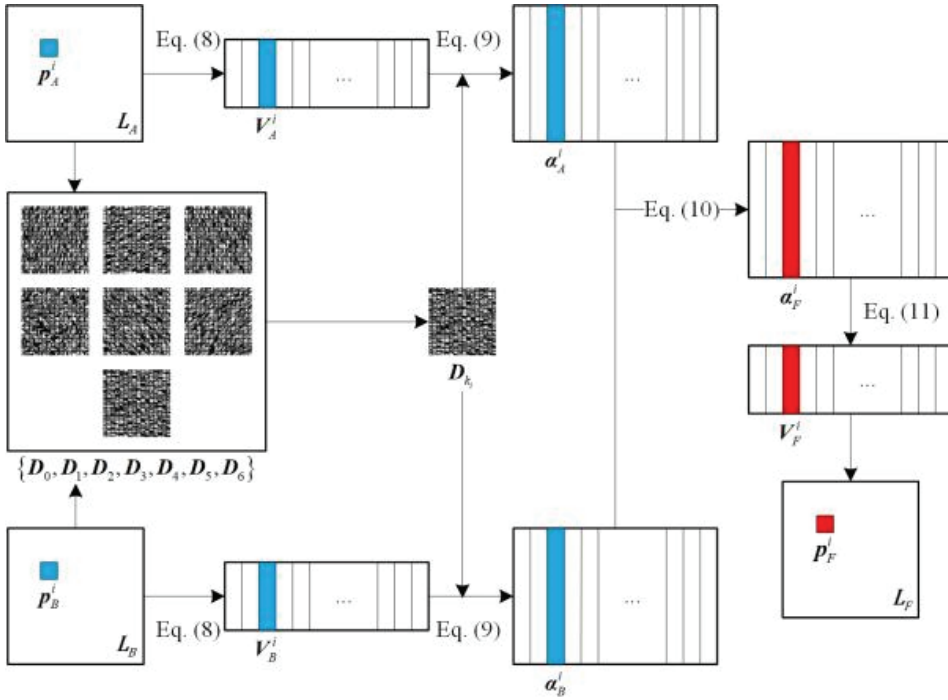 p_A^i
L_A
Eq. (8)
V_A^i
...
Eq. (9)
α_A^i
...
{D_0, D_1, D_2, D_3, D_4, D_5, D_6}
D_{k_i}
Eq. (10)
α_F^i
...
Eq. (11)
V_F^i
...
p_F^i
L_F
p_B^i
L_B
Eq. (8)
V_B^i
...
Eq. (9)
α_B^i
...